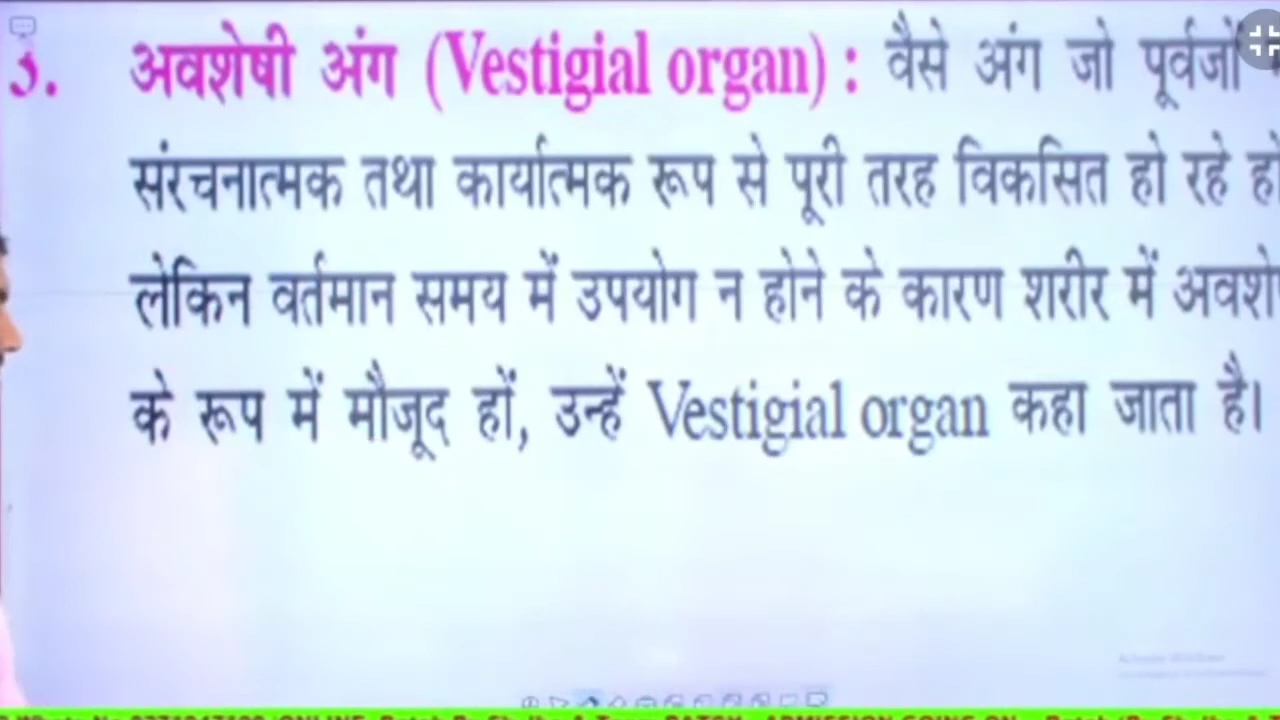 3. अवशेषी अंग (Vestigial organ) : वैसे अंग जो पूर्वजों
संरचनात्मक तथा कार्यात्मक रूप से पूरी तरह विकसित हो रहे
लेकिन वर्तमान समय में उपयोग न होने के कारण शरीर में
के रूप में मौजूद हों, उन्हें Vestigial organ कहा जाता है।